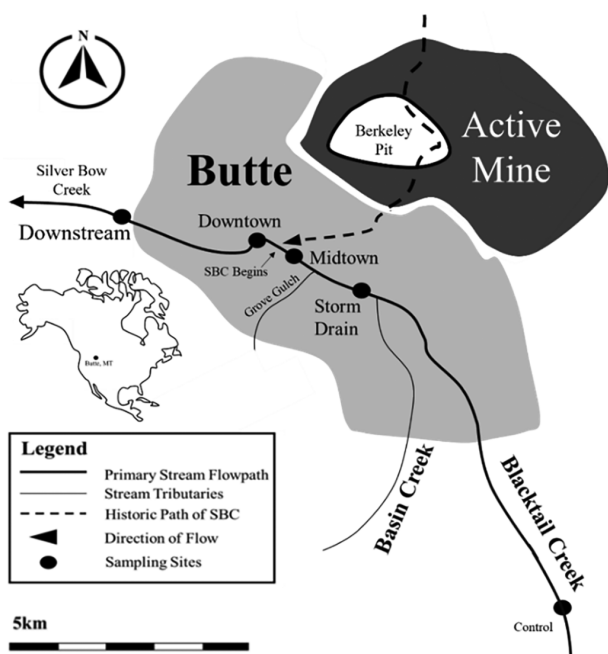 N
Berkeley
Pit
Active
Mine
Butte
Silver Bow
Creek
Downstream
Downtown
SBC Begins
Midtown
Grove Gulch
Storm
Drain
Butte, MT
Basin Creek
Blacktail Creek
Control
Legend
Primary Stream Flowpath
Stream Tributaries
Historic Path of SBC
Direction of Flow
Sampling Sites
5km